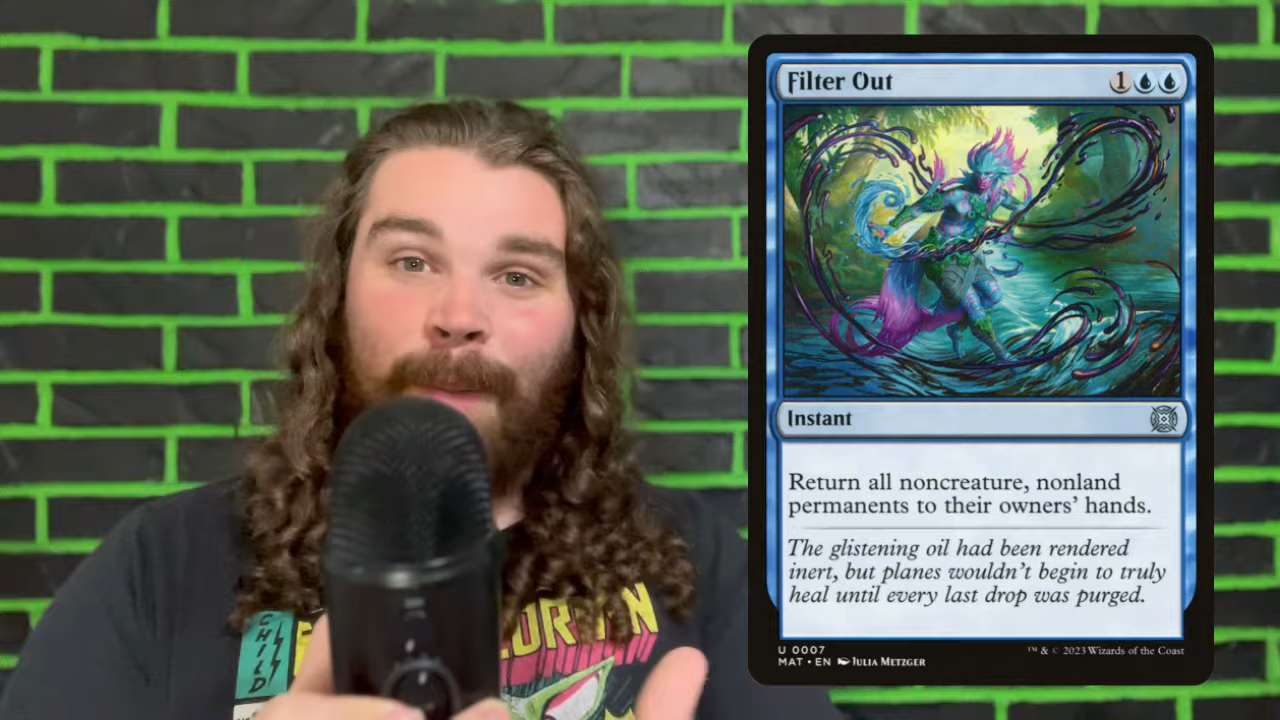 Filter Out 1
Instant
Return all noncreature, nonland
permanents to their owners' hands.
The glistening oil had been rendered
inert, but planes wouldn't begin to truly
heal until every last drop was purged.
U 0007
MAT • EN JULIA METZGER
™ & © 2023 Wizards of the Coast
CHILD